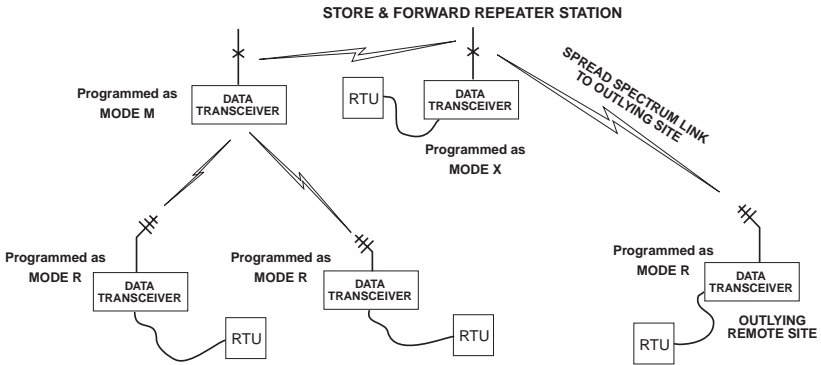 STORE & FORWARD REPEATER STATION
Programmed as
MODE M
DATA
TRANSCEIVER
RTU
DATA
TRANSCEIVER
Programmed as
MODE X
SPREAD SPECTRUM LINK
TO OUTLYING SITE
Programmed as
MODE R
DATA
TRANSCEIVER
RTU
Programmed as
MODE R
DATA
TRANSCEIVER
RTU
Programmed as
MODE R
DATA
TRANSCEIVER
RTU
OUTLYING
REMOTE SITE